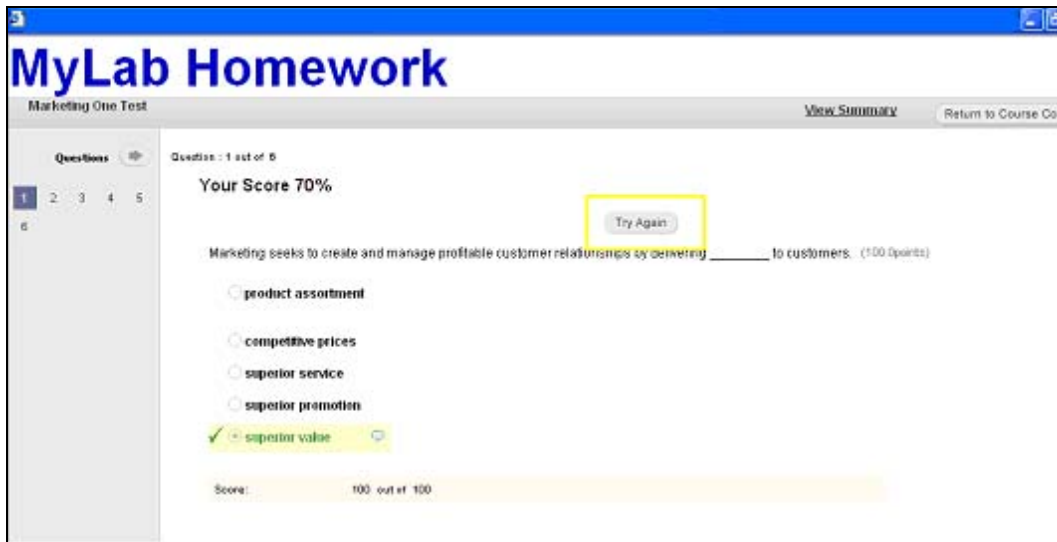 MyLab Homework
Marketing One Test
View Summary
Return to Course Co
Questions
1 2 3 4 5
6
Question : 1 out of 6
Your Score 70%
Try Again
Marketing seeks to create and manage profitable customer relationships by delivering ________ to customers. (100.0points)
product assortment
competitive prices
superior service
superior promotion
superior value
Score: 100 out of 100